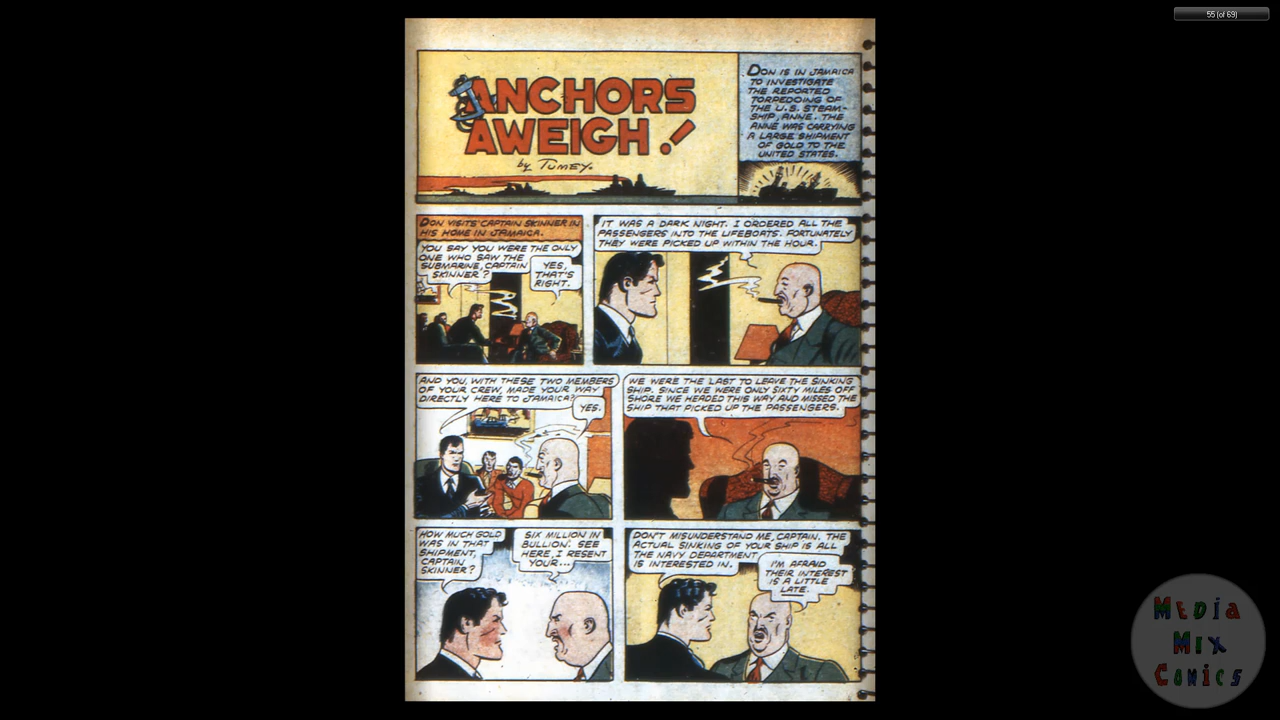 55 (of 69)
ANCHORS
AWEIGH!
by TUMEY.
DON IS IN JAMAICA
TO INVESTIGATE
THE REPORTED
TORPEDOING OF
THE U.S. STEAM-
SHIP, ANNE. THE
ANNE WAS CARRYING
A LARGE SHIPMENT
OF GOLD TO THE
UNITED STATES.
DON VISITS CAPTAIN SKINNER IN
HIS HOME IN JAMAICA.
YOU SAY YOU WERE THE ONLY
ONE WHO SAW THE
SUBMARINE, CAPTAIN
SKINNER?
YES,
THAT'S
RIGHT.
IT WAS A DARK NIGHT. I ORDERED ALL THE
PASSENGERS INTO THE LIFEBOATS. FORTUNATELY
THEY WERE PICKED UP WITHIN THE HOUR.
AND YOU, WITH THESE TWO MEMBERS
OF YOUR CREW, MADE YOUR WAY
DIRECTLY HERE TO JAMAICA?
YES.
WE WERE THE LAST TO LEAVE THE SINKING
SHIP. SINCE WE WERE ONLY SIXTY MILES OFF
SHORE WE HEADED THIS WAY AND MISSED THE
SHIP THAT PICKED UP THE PASSENGERS.
HOW MUCH GOLD
WAS IN THAT
SHIPMENT,
CAPTAIN
SKINNER?
SIX MILLION IN
BULLION. SEE
HERE, I RESENT
YOUR...
DON'T MISUNDERSTAND ME, CAPTAIN. THE
ACTUAL SINKING OF YOUR SHIP IS ALL
THE NAVY DEPARTMENT
IS INTERESTED IN.
I'M AFRAID
THEIR INTEREST
IS A LITTLE
LATE.
MEDIA
MIX
COMICS